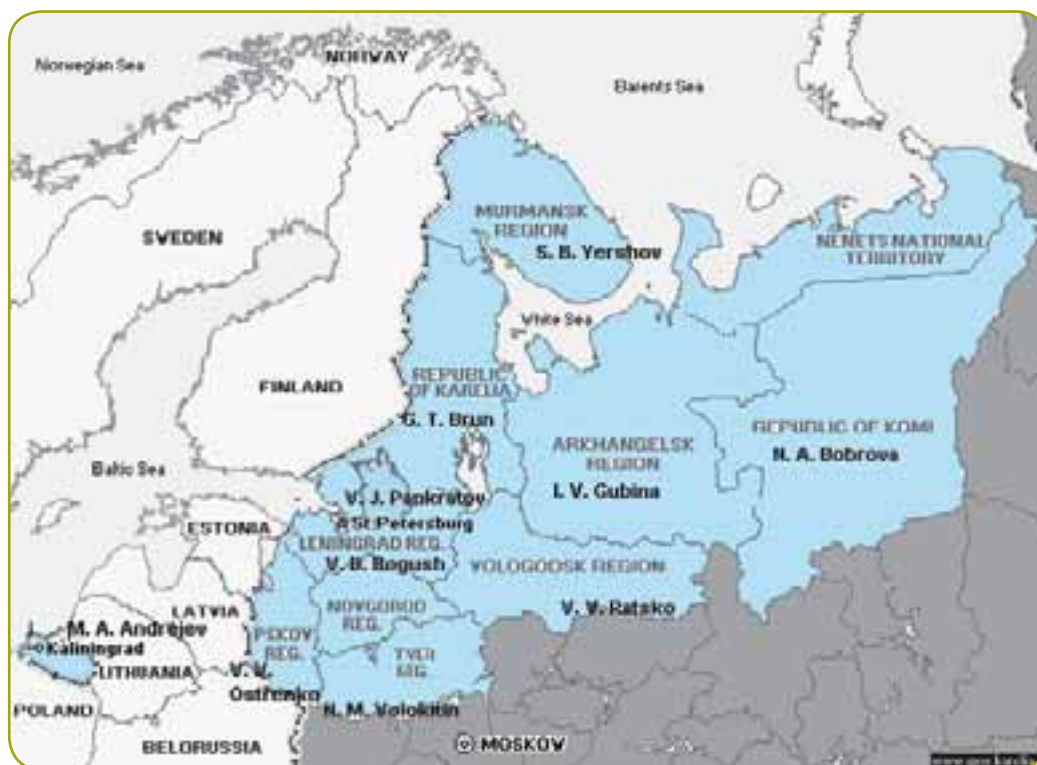 NORWAY
Norwegian Sea
Barents Sea
MURMANSK
REGION
S. B. Yershov
SWEDEN
NENETS NATIONAL
TERRITORY
White Sea
FINLAND
REPUBLIC
OF KARELIA
G. T. Brun
ARKHANGELSK
REGION
I. V. Gubina
REPUBLIC OF KOMI
N. A. Bobrova
Baltic Sea
V. J. Pankratov
St. Petersburg
ESTONIA
LENINGRAD REG.
V. B. Bogush
VOLOGODSK REGION
V. V. Ratsko
LATVIA
NOVGOROD
REG.
M. A. Andrejev
Kaliningrad
PSKOV
REG.
TVER
REG.
LITHUANIA
V. V.
Ostrenko
POLAND
N. M. Volokitin
BELORUSSIA
MOSKOW